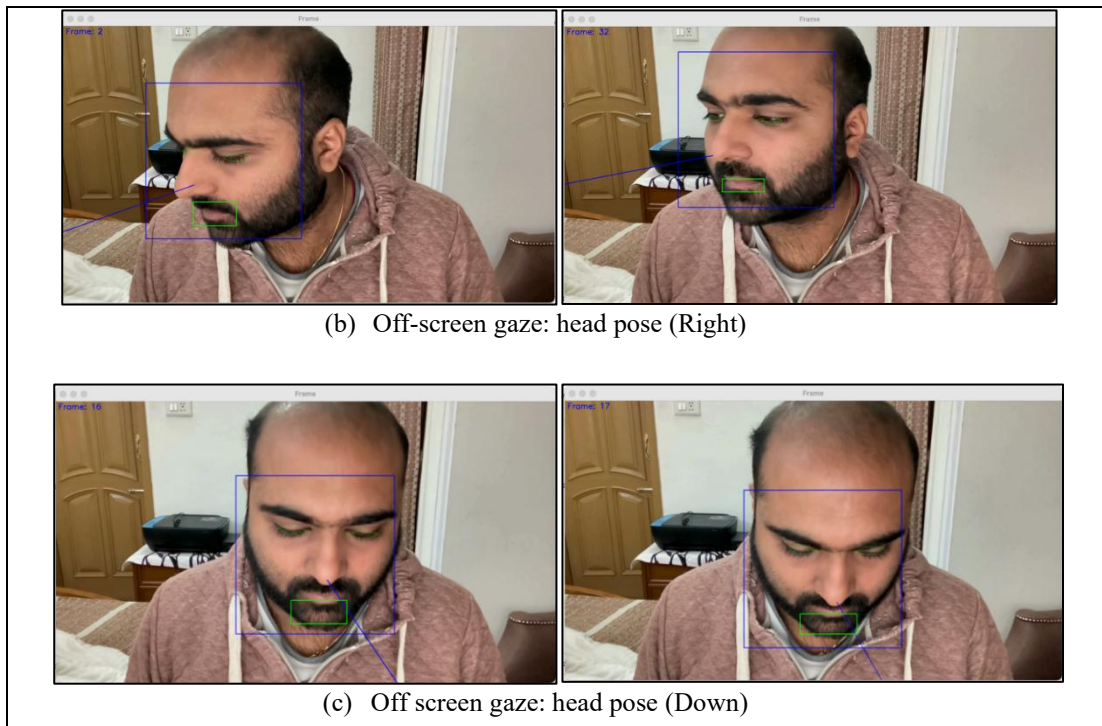 Frame
Frame
Frame: 2
Frame: 32
(b) Off-screen gaze: head pose (Right)
Frame
Frame
Frame: 16
Frame: 17
(c) Off screen gaze: head pose (Down)